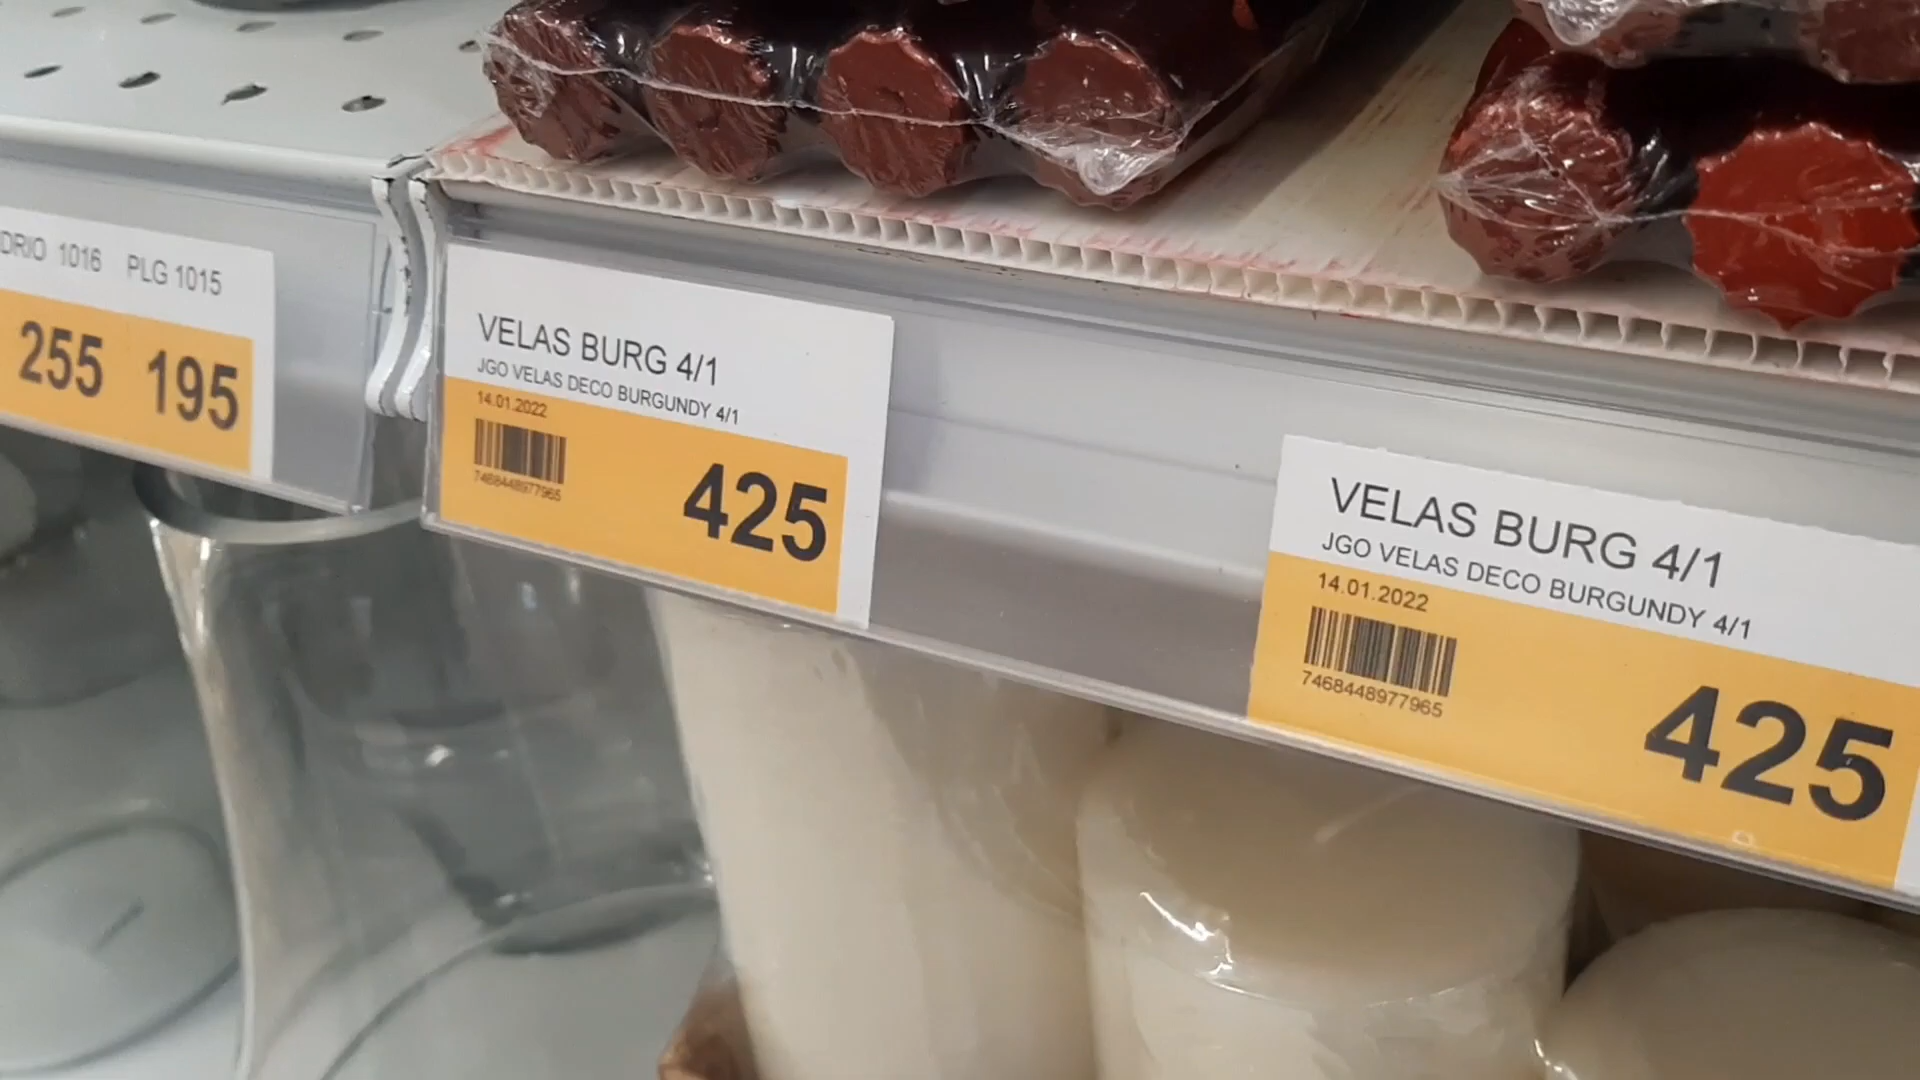 1016 PLG 1015
255 195
VELAS BURG 4/1
JGO VELAS DECO BURGUNDY 4/1
14.01.2022
7468448977965
425
VELAS BURG 4/1
JGO VELAS DECO BURGUNDY 4/1
14.01.2022
7468448977965
425